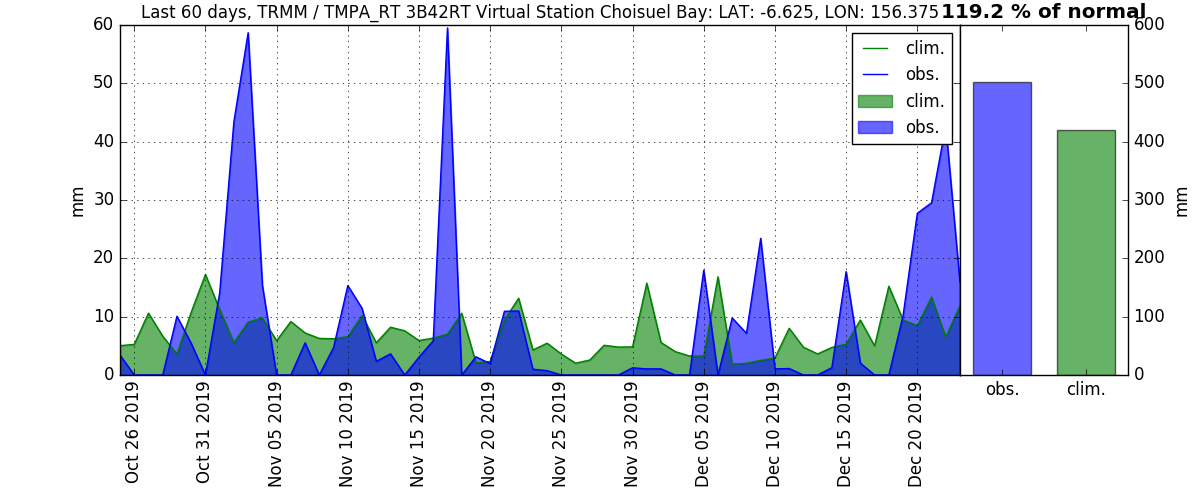 Last 60 days, TRMM / TMPA_RT 3B42RT Virtual Station Choisuel Bay: LAT: -6.625, LON: 156.375
119.2 % of normal
60
50
40
30
20
10
0
mm
clim.
obs.
clim.
obs.
600
500
400
300
200
100
0
mm
obs.
clim.
Oct 26 2019
Oct 31 2019
Nov 05 2019
Nov 10 2019
Nov 15 2019
Nov 20 2019
Nov 25 2019
Nov 30 2019
Dec 05 2019
Dec 10 2019
Dec 15 2019
Dec 20 2019